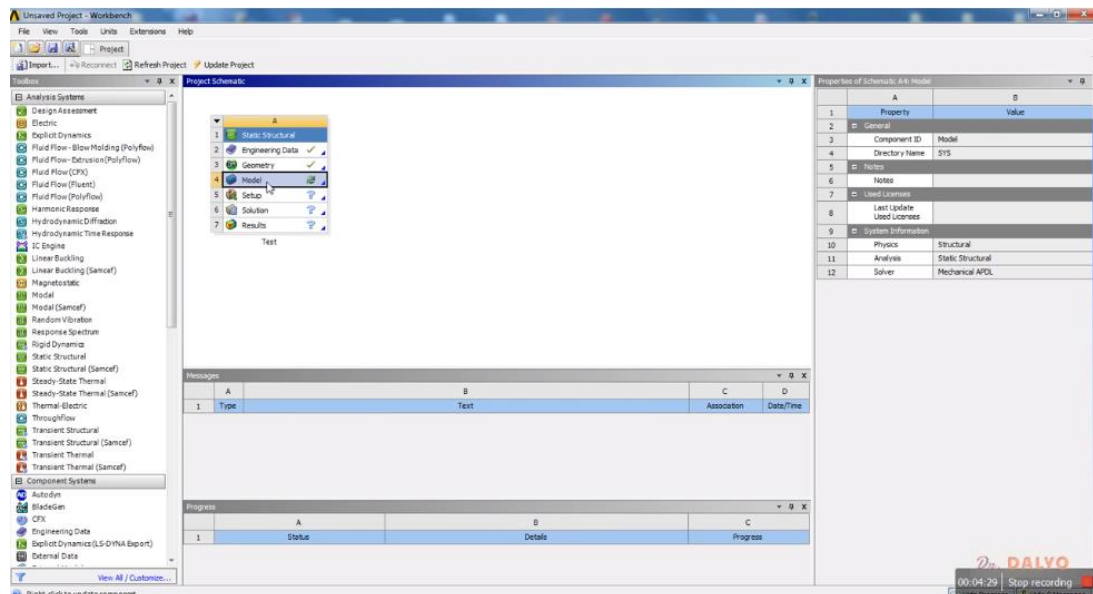 Unsaved Project - Workbench
File View Tools Units Extensions Help
Project
Import... Reconnect Refresh Project Update Project
Toolbox
Analysis Systems
Design Assessment
Electric
Explicit Dynamics
Fluid Flow - Blow Molding (Polyflow)
Fluid Flow - Extrusion (Polyflow)
Fluid Flow (CFX)
Fluid Flow (Fluent)
Fluid Flow (Polyflow)
Harmonic Response
Hydrodynamic Diffraction
Hydrodynamic Time Response
IC Engine
Linear Buckling
Linear Buckling (Samcef)
Magnetostatic
Modal
Modal (Samcef)
Random Vibration
Response Spectrum
Rigid Dynamics
Static Structural
Static Structural (Samcef)
Steady-State Thermal
Steady-State Thermal (Samcef)
Thermal-Electric
Throughflow
Transient Structural
Transient Structural (Samcef)
Transient Thermal
Transient Thermal (Samcef)
Component Systems
Autodyn
BladeGen
CFX
Engineering Data
Explicit Dynamics (LS-DYNA Export)
External Data
View All / Customize...
Project Schematic
A
1 Static Structural
2 Engineering Data
3 Geometry
4 Model
5 Setup
6 Solution
7 Results
Test
Messages
A B C D
1 Type Text Association Date/Time
Progress
A B C
1 Status Details Progress
Properties of Schematic A4: Model
A B
1 Property Value
2 General
3 Component ID Model
4 Directory Name SYS
5 Notes
6 Notes
7 Used Licenses
8 Last Update Used Licenses
9 System Information
10 Physics Structural
11 Analysis Static Structural
12 Solver Mechanical APDL
Dr. DALYO
00:04:29 Stop recording